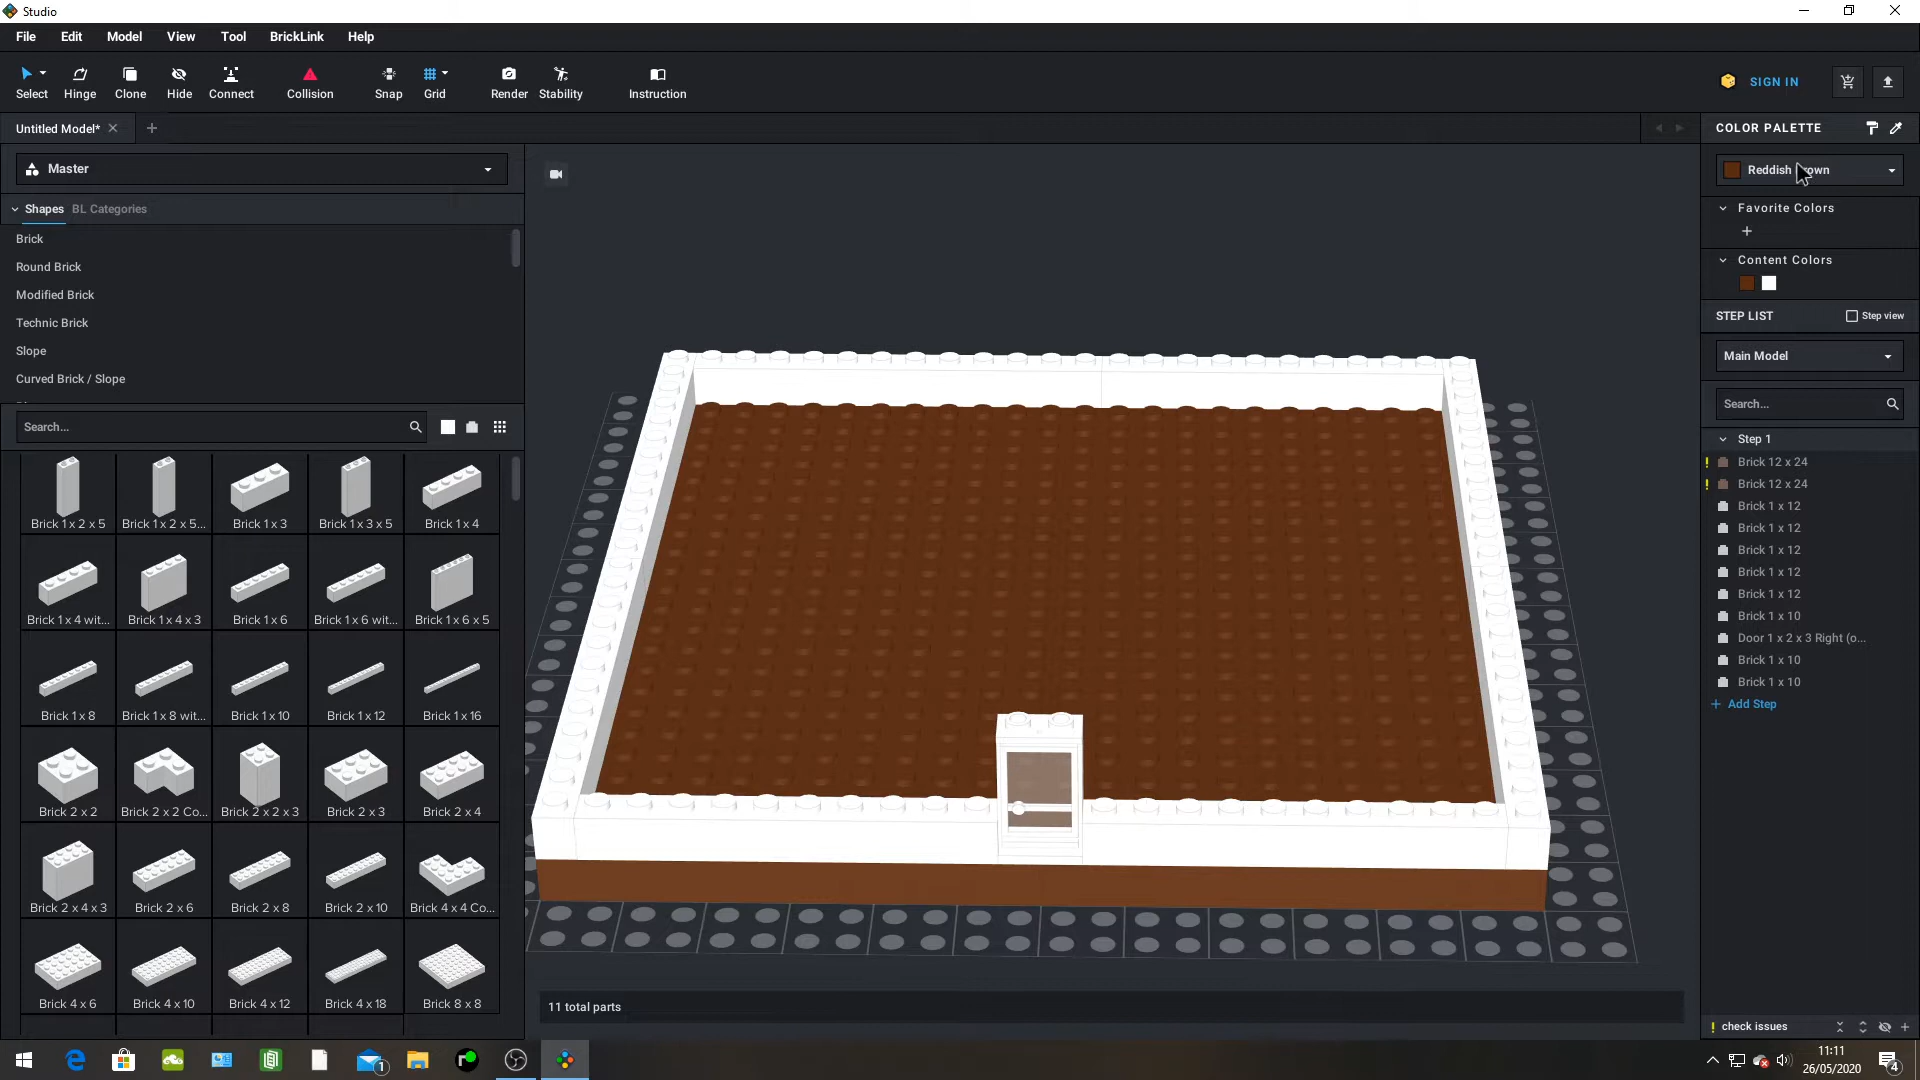 Studio
File Edit Model View Tool BrickLink Help
Select Hinge Clone Hide Connect Collision Snap Grid Render Stability Instruction
SIGN IN
Untitled Model*
COLOR PALETTE
Master
Reddish
Shapes BL Categories
Favorite Colors
Brick
Round Brick
Content Colors
Modified Brick
Technic Brick
STEP LIST Step view
Slope
Main Model
Curved Brick / Slope
Search...
Search...
Step 1
Brick 12 x 24
Brick 12 x 24
Brick 1 x 12
Brick 1 x 12
Brick 1 x 12
Brick 1 x 12
Brick 1 x 12
Brick 1 x 10
Door 1 x 2 x 3 Right (o...
Brick 1 x 10
Brick 1 x 10
Add Step
Brick 1 x 2 x 5 Brick 1 x 2 x 5... Brick 1 x 3 Brick 1 x 3 x 5 Brick 1 x 4
Brick 1 x 4 wit... Brick 1 x 4 x 3 Brick 1 x 6 Brick 1 x 6 wit... Brick 1 x 6 x 5
Brick 1 x 8 Brick 1 x 8 wit... Brick 1 x 10 Brick 1 x 12 Brick 1 x 16
Brick 2 x 2 Brick 2 x 2 Co... Brick 2 x 2 x 3 Brick 2 x 3 Brick 2 x 4
Brick 2 x 4 x 3 Brick 2 x 6 Brick 2 x 8 Brick 2 x 10 Brick 4 x 4 Co...
Brick 4 x 6 Brick 4 x 10 Brick 4 x 12 Brick 4 x 18 Brick 8 x 8
11 total parts
check issues
1
11:11
26/05/2020
4